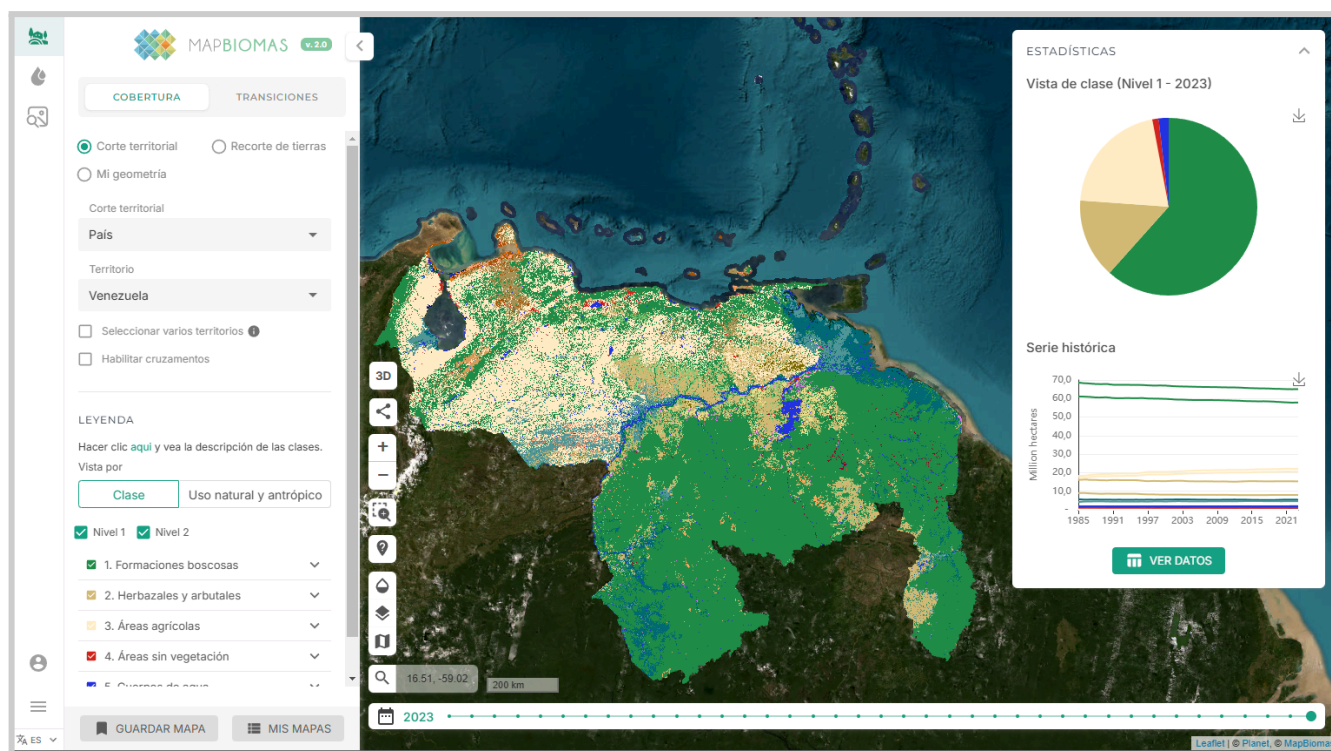 MAPBIOMAS v. 2.0
COBERTURA
TRANSICIONES
Corte territorial
Recorte de tierras
Mi geometría
Corte territorial
País
Territorio
Venezuela
Seleccionar varios territorios
Habilitar cruzamentos
LEYENDA
Hacer clic aqui y vea la descripción de las clases.
Vista por
Clase
Uso natural y antrópico
Nivel 1
Nivel 2
1. Formaciones boscosas
2. Herbazales y arbutales
3. Áreas agrícolas
4. Áreas sin vegetación
5. Cuerpos de agua
GUARDAR MAPA
MIS MAPAS
ES
3D
+
−
16.51, -59.02
200 km
2023
Leaflet | © Planet, © MapBiomas
ESTADÍSTICAS
Vista de clase (Nivel 1 - 2023)
Serie histórica
Million hectares
70,0
60,0
50,0
40,0
30,0
20,0
10,0
-
1985 1991 1997 2003 2009 2015 2021
VER DATOS